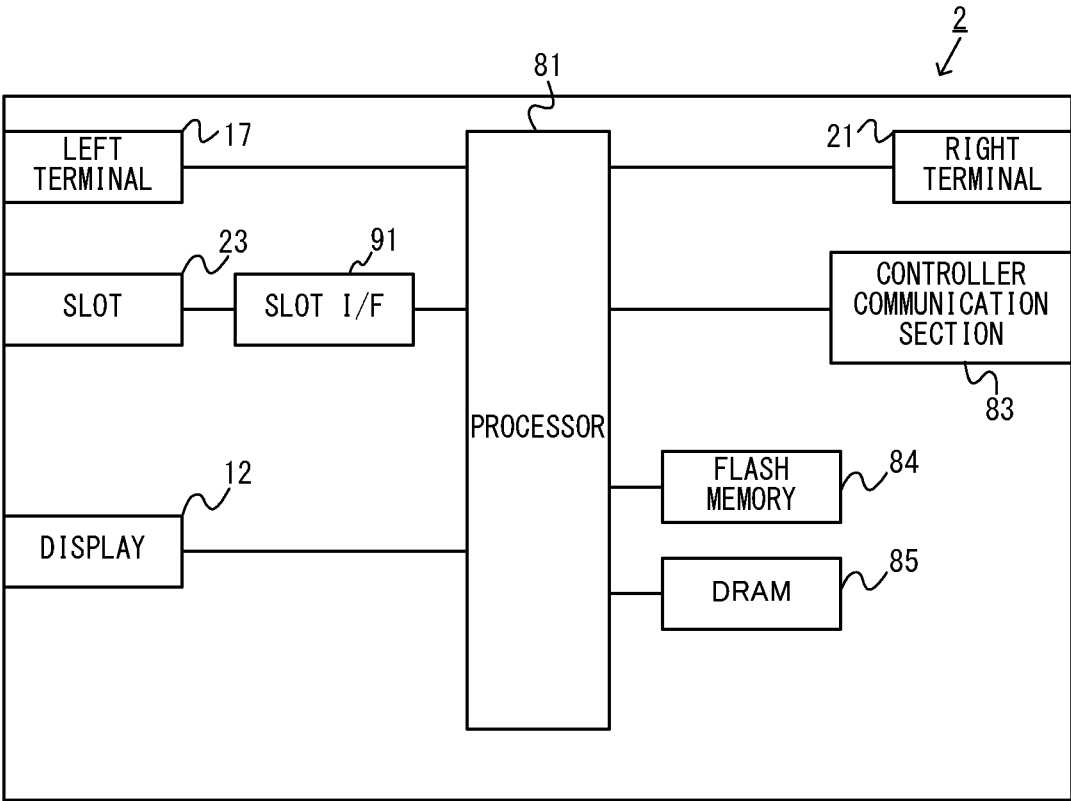 2
81
LEFT
TERMINAL
17
21
RIGHT
TERMINAL
SLOT
23
SLOT I/F
91
CONTROLLER
COMMUNICATION
SECTION
83
PROCESSOR
FLASH
MEMORY
84
DISPLAY
12
DRAM
85